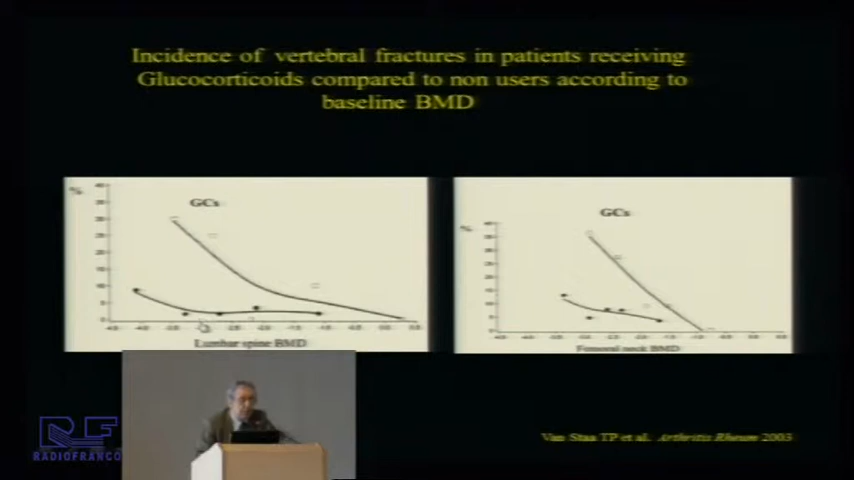 Incidence of vertebral fractures in patients receiving
Glucocorticoids compared to non users according to
baseline BMD
%
GCs
Lumbar spine BMD
%
GCs
Femoral neck BMD
Van Staa TP et al. Arthritis Rheum 2003
RF
RADIOFRANCO